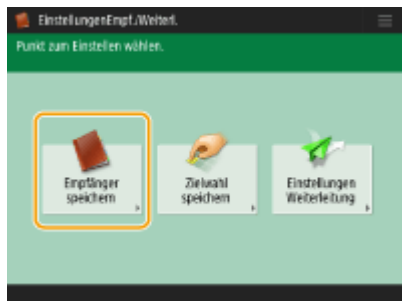 EinstellungenEmpf./Weiterl.
Punkt zum Einstellen wählen.
Empfänger
speichern
Zielwahl
speichern
Einstellungen
Weiterleitung